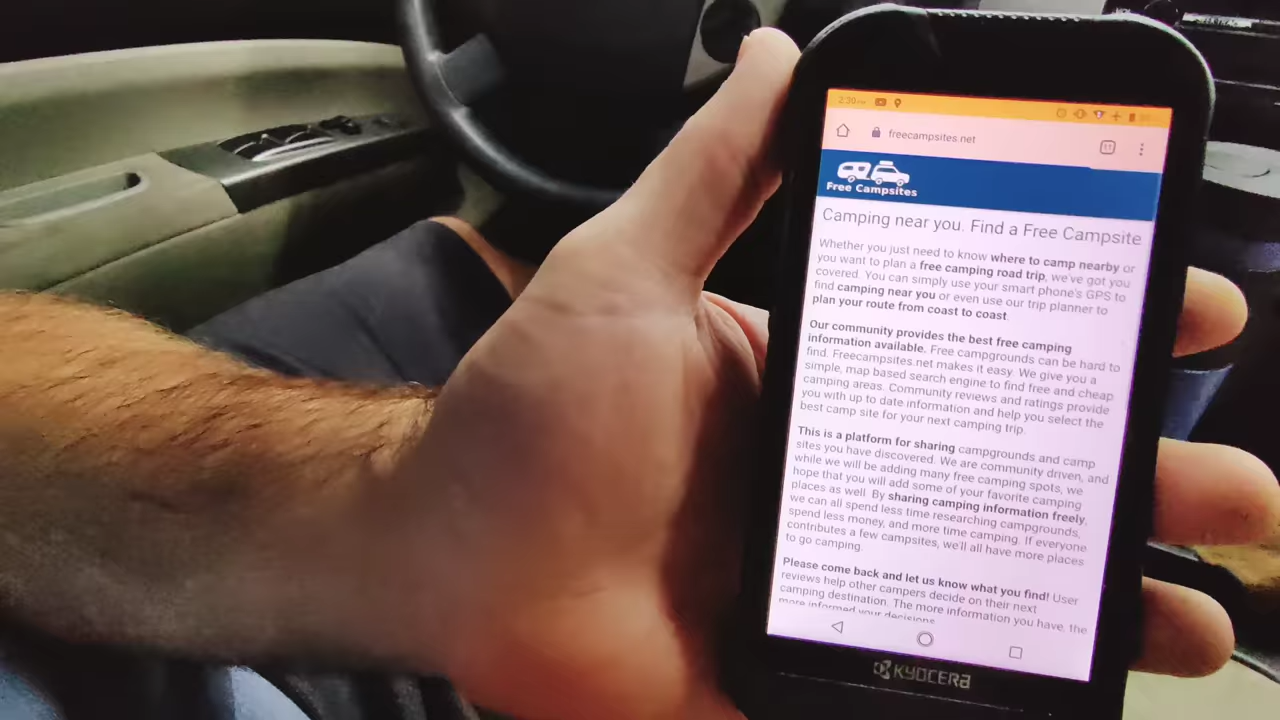 2:30 PM
freecampsites.net
11
Free Campsites
Camping near you. Find a Free Campsite
Whether you just need to know where to camp nearby or
you want to plan a free camping road trip, we've got you
covered. You can simply use your smart phone's GPS to
find camping near you or even use our trip planner to
plan your route from coast to coast.
Our community provides the best free camping
information available. Free campgrounds can be hard to
find. Freecampsites.net makes it easy. We give you a
simple, map based search engine to find free and cheap
camping areas. Community reviews and ratings provide
you with up to date information and help you select the
best camp site for your next camping trip.
This is a platform for sharing campgrounds and camp
sites you have discovered. We are community driven, and
while we will be adding many free camping spots, we
hope that you will add some of your favorite camping
places as well. By sharing camping information freely,
we can all spend less time researching campgrounds,
spend less money, and more time camping. If everyone
contributes a few campsites, we'll all have more places
to go camping.
Please come back and let us know what you find! User
reviews help other campers decide on their next
camping destination. The more information you have, the
more informed your decisions
KYOCERA